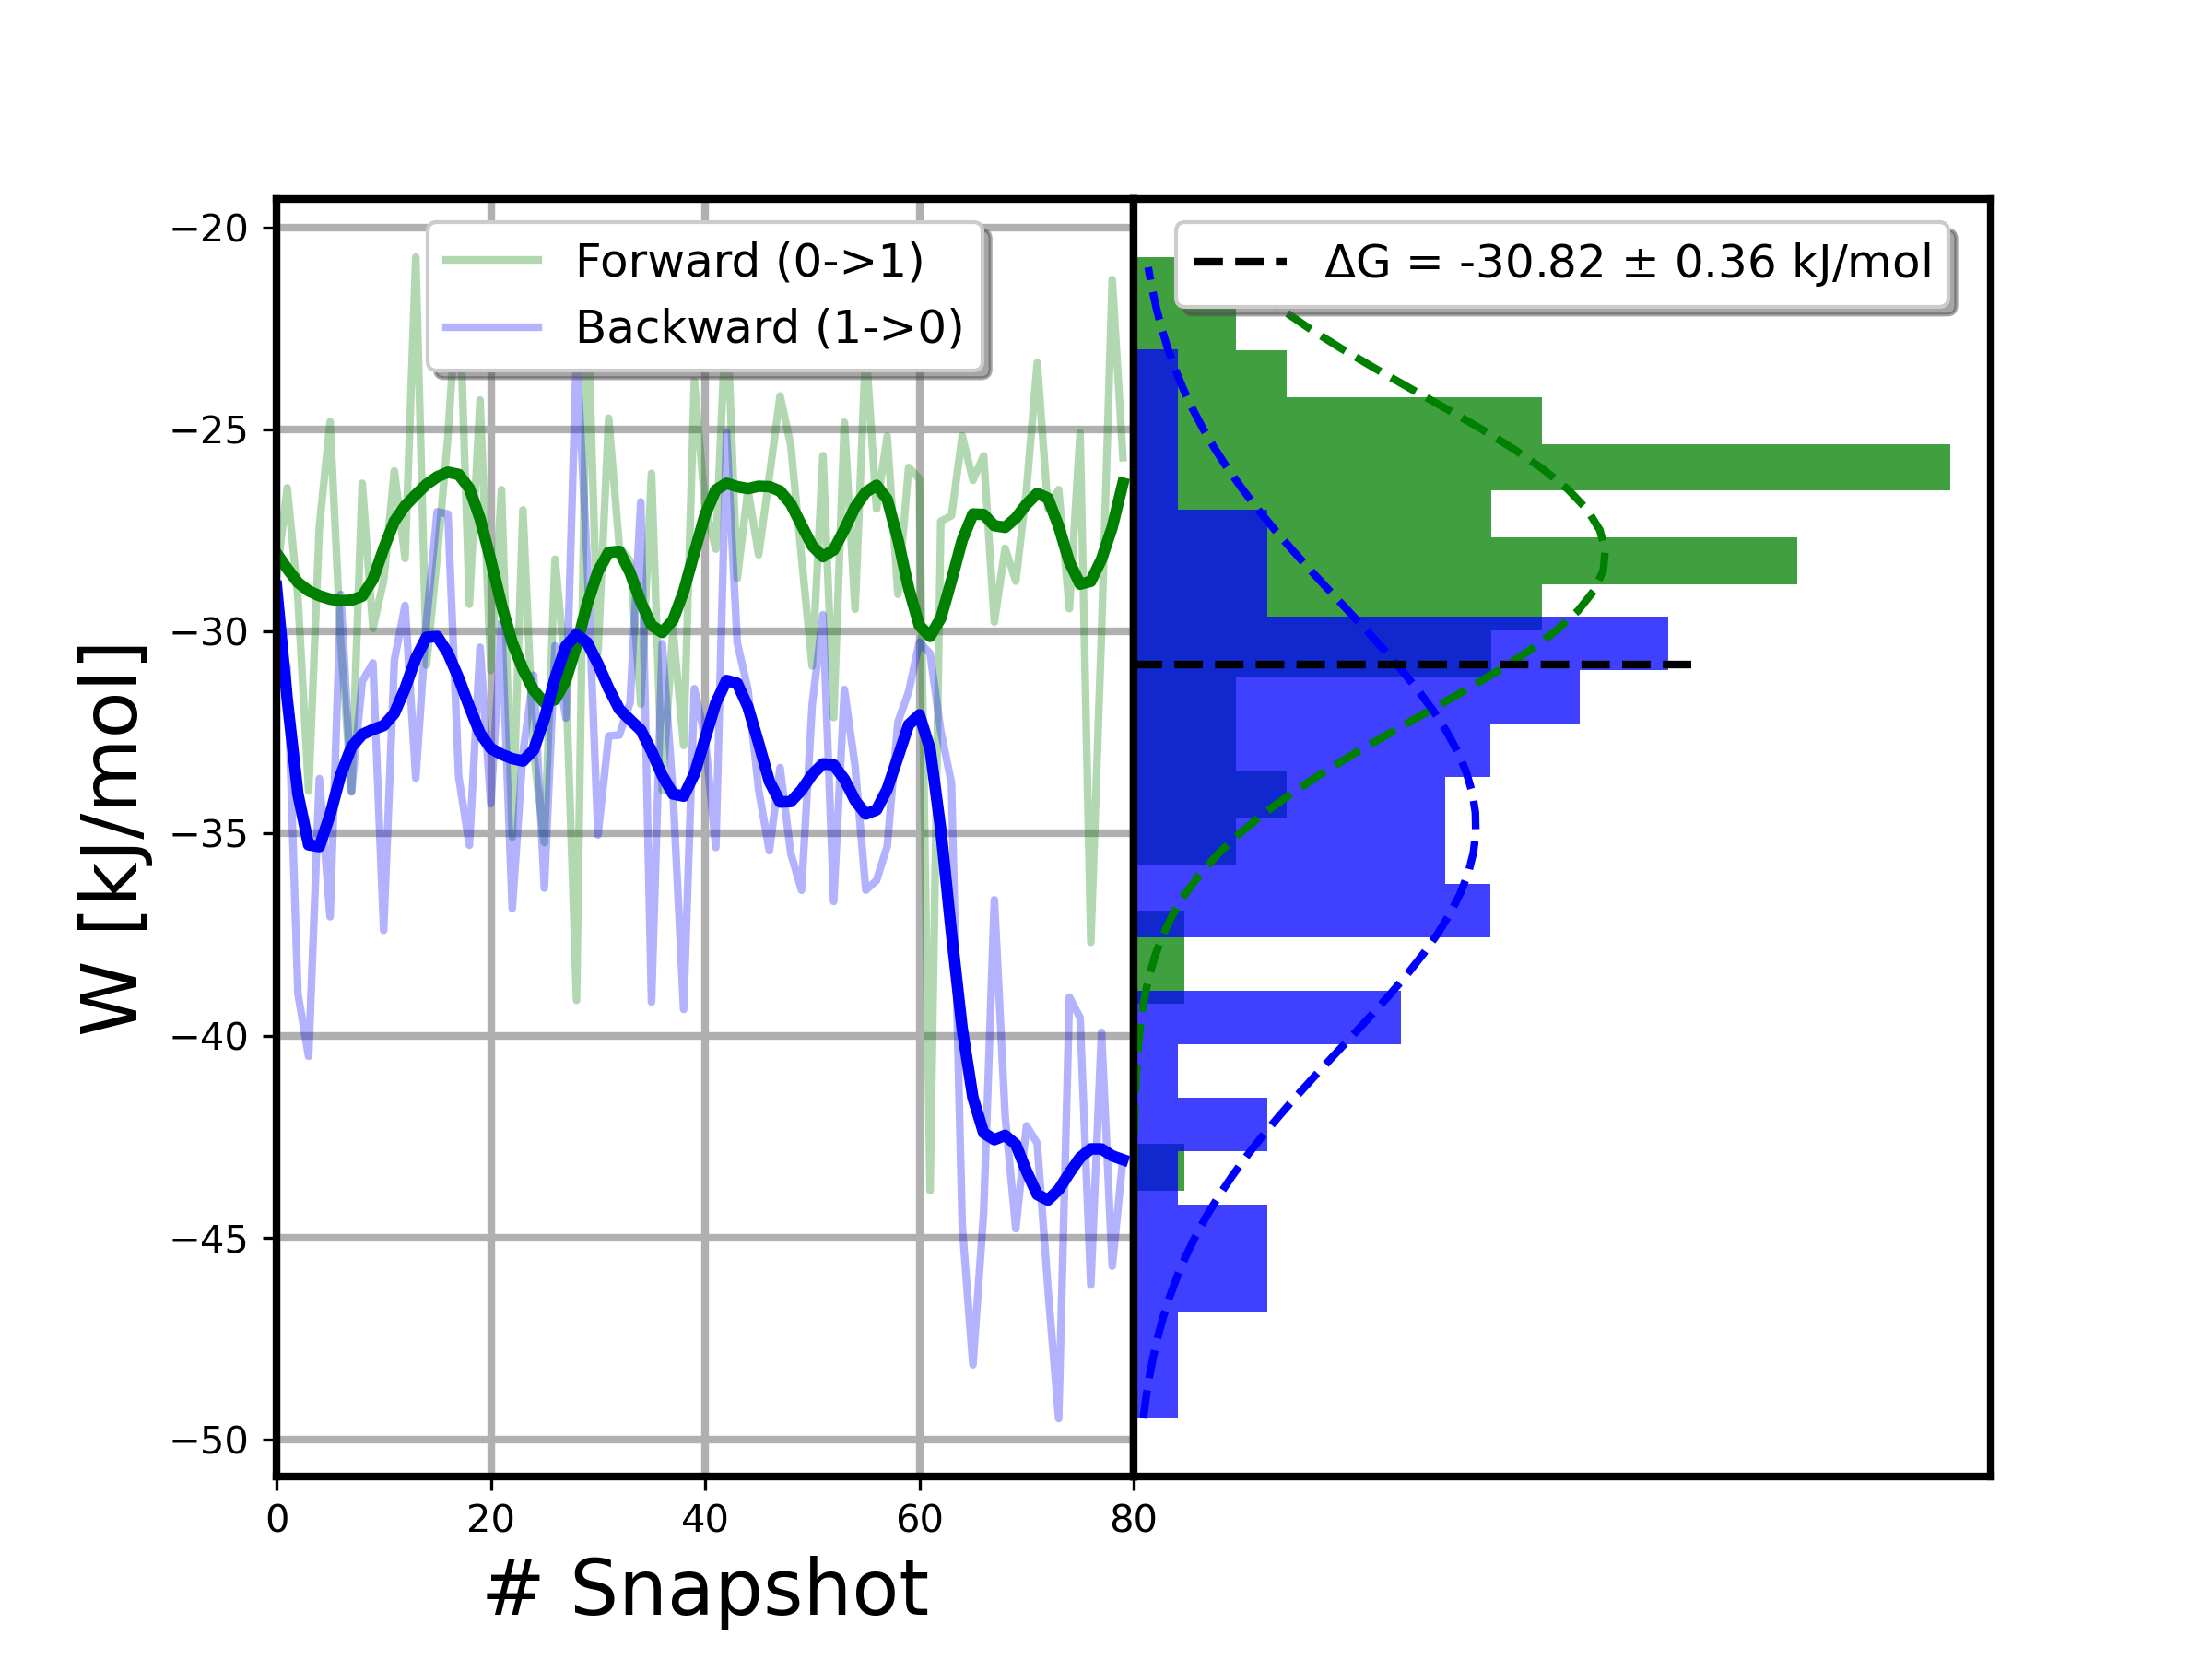 Forward (0->1)
Backward (1->0)
ΔG = -30.82 ± 0.36 kJ/mol
−20
−25
−30
−35
−40
−45
−50
W [kJ/mol]
0 20 40 60 80
# Snapshot